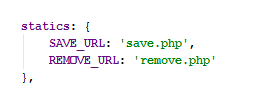 statics: {
    SAVE_URL: 'save.php',
    REMOVE_URL: 'remove.php'
},